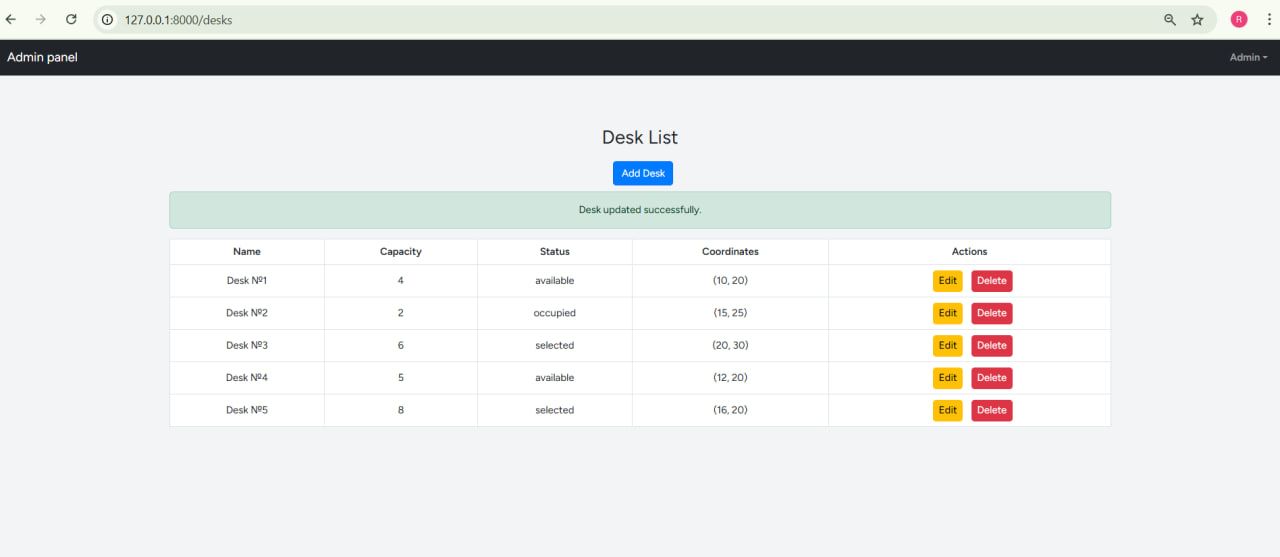 127.0.0.1:8000/desks
R
Admin panel
Admin
Desk List
Add Desk
Desk updated successfully.
Name Capacity Status Coordinates Actions
Desk №1 4 available (10, 20) Edit Delete
Desk №2 2 occupied (15, 25) Edit Delete
Desk №3 6 selected (20, 30) Edit Delete
Desk №4 5 available (12, 20) Edit Delete
Desk №5 8 selected (16, 20) Edit Delete